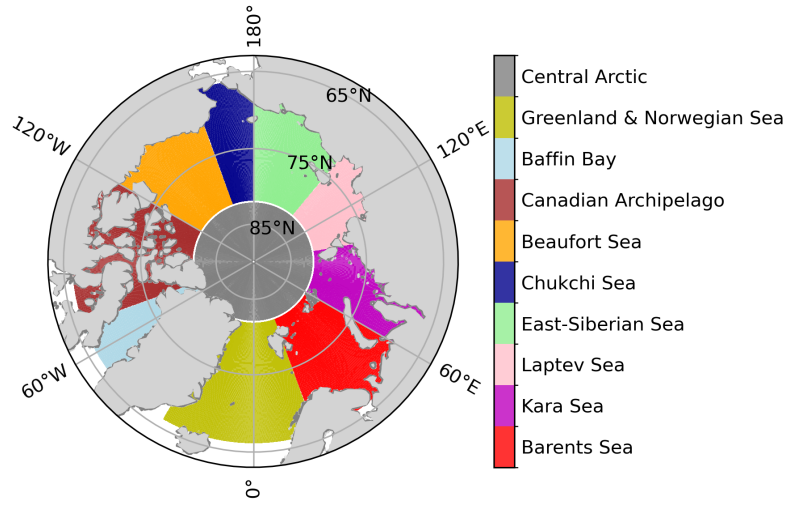 180°
65°N
120°W
120°E
75°N
85°N
60°W
60°E
0°
Central Arctic
Greenland & Norwegian Sea
Baffin Bay
Canadian Archipelago
Beaufort Sea
Chukchi Sea
East-Siberian Sea
Laptev Sea
Kara Sea
Barents Sea